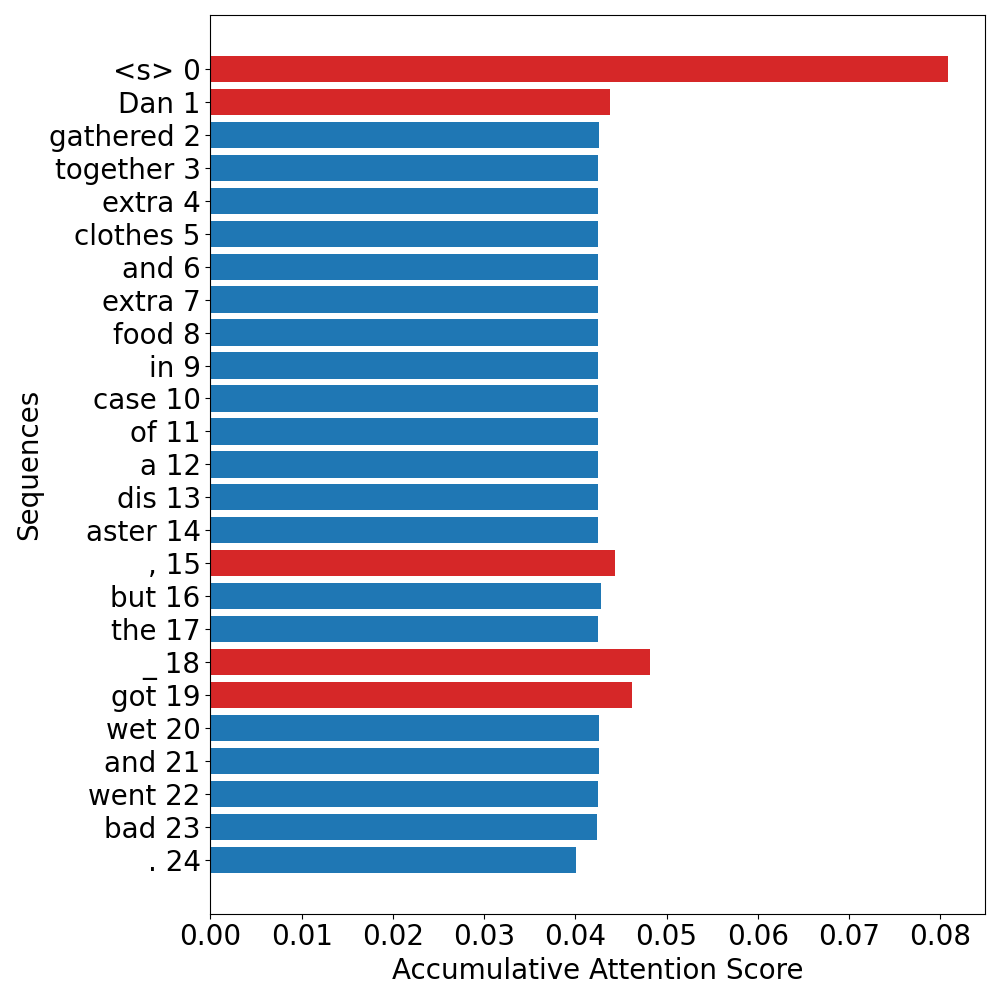 <s> 0
Dan 1
gathered 2
together 3
extra 4
clothes 5
and 6
extra 7
food 8
in 9
case 10
of 11
a 12
dis 13
aster 14
, 15
but 16
the 17
_ 18
got 19
wet 20
and 21
went 22
bad 23
. 24
Sequences
0.00 0.01 0.02 0.03 0.04 0.05 0.06 0.07 0.08
Accumulative Attention Score